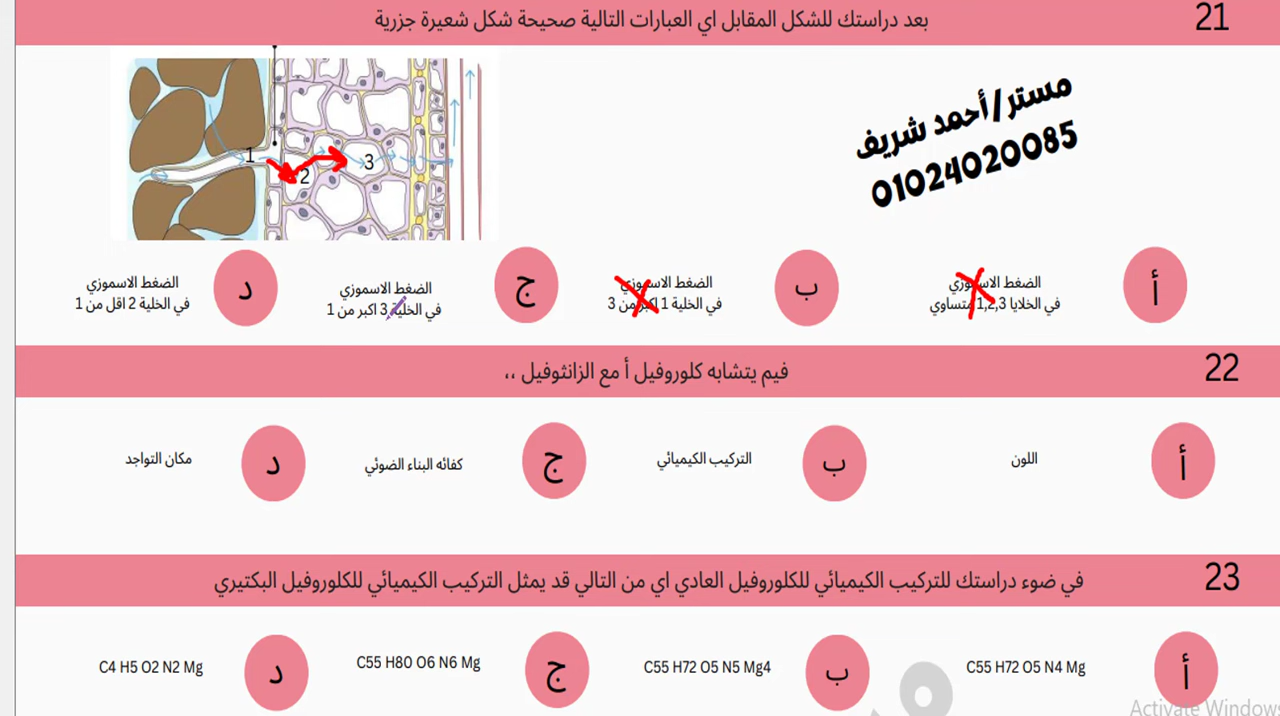 21
بعد دراستك للشكل المقابل اي العبارات التالية صحيحة شكل شعيرة جزرية
مستر/أحمد شريف
01024020085
1
2
3
أ
الضغط الاسموزي
في الخلايا 1,2,3 متساوي
ب
الضغط الاسموزي
في الخلية 1 اكبر من 3
ج
الضغط الاسموزي
في الخلية 3 اكبر من 1
د
الضغط الاسموزي
في الخلية 2 اقل من 1
22
فيم يتشابه كلوروفيل أ مع الزانثوفيل ،،
أ
اللون
ب
التركيب الكيميائي
ج
كفائه البناء الضوئي
د
مكان التواجد
23
في ضوء دراستك للتركيب الكيميائي للكلوروفيل العادي اي من التالي قد يمثل التركيب الكيميائي للكلوروفيل البكتيري
أ
C55 H72 O5 N4 Mg
ب
C55 H72 O5 N5 Mg4
ج
C55 H80 O6 N6 Mg
د
C4 H5 O2 N2 Mg
Activate Windows